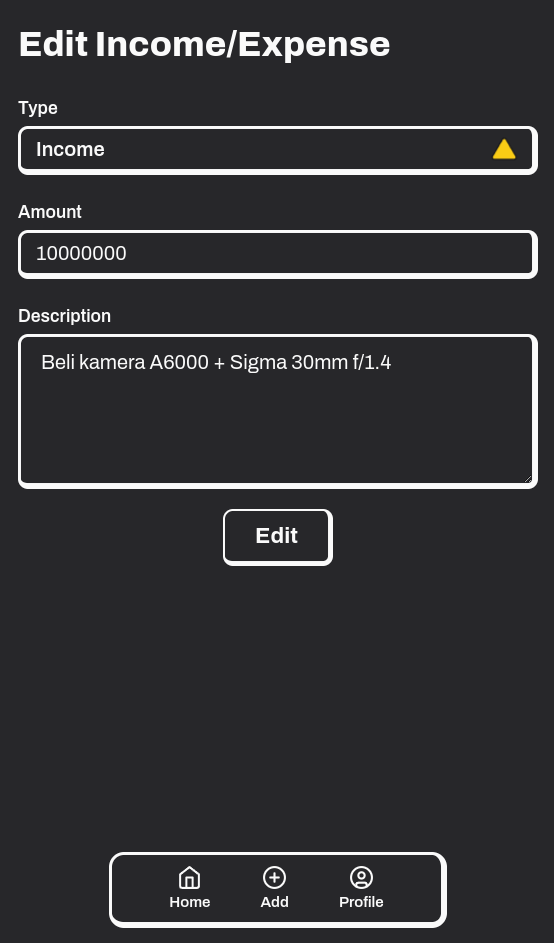 Edit Income/Expense
Type
Income
Amount
10000000
Description
Beli kamera A6000 + Sigma 30mm f/1.4
Edit
Home Add Profile